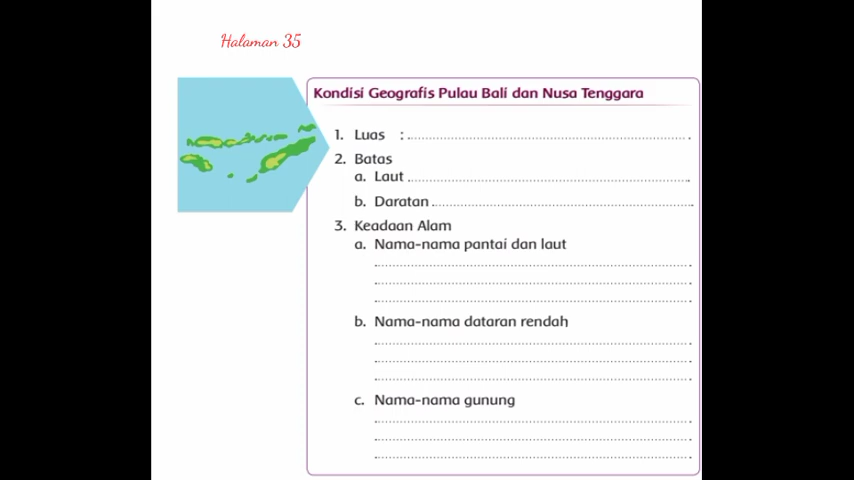 Halaman 35
Kondisi Geografis Pulau Bali dan Nusa Tenggara
1. Luas :
2. Batas
a. Laut
b. Daratan
3. Keadaan Alam
a. Nama-nama pantai dan laut
b. Nama-nama dataran rendah
c. Nama-nama gunung